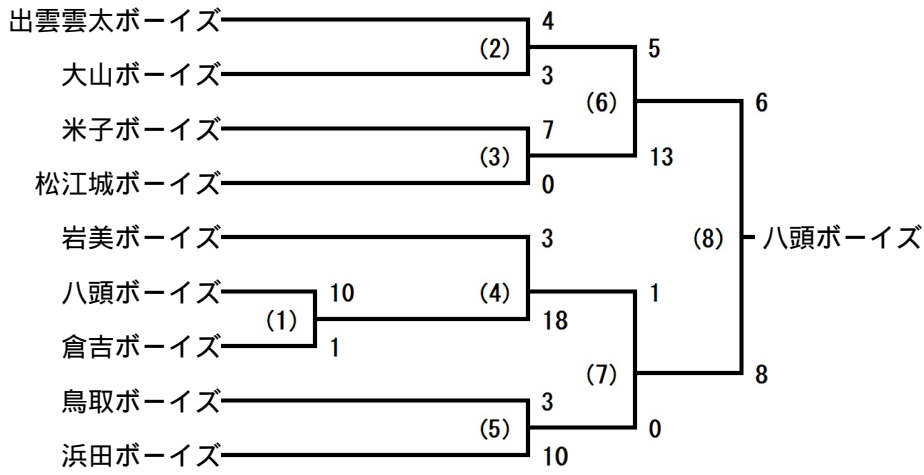 出雲雲太ボーイズ 4
(2) 5
大山ボーイズ 3
(6) 6
米子ボーイズ 7
(3) 13
松江城ボーイズ 0
岩美ボーイズ 3
(8) 八頭ボーイズ
八頭ボーイズ 10 (4) 1
(1) 18
倉吉ボーイズ 1
(7) 8
鳥取ボーイズ 3
(5) 0
浜田ボーイズ 10